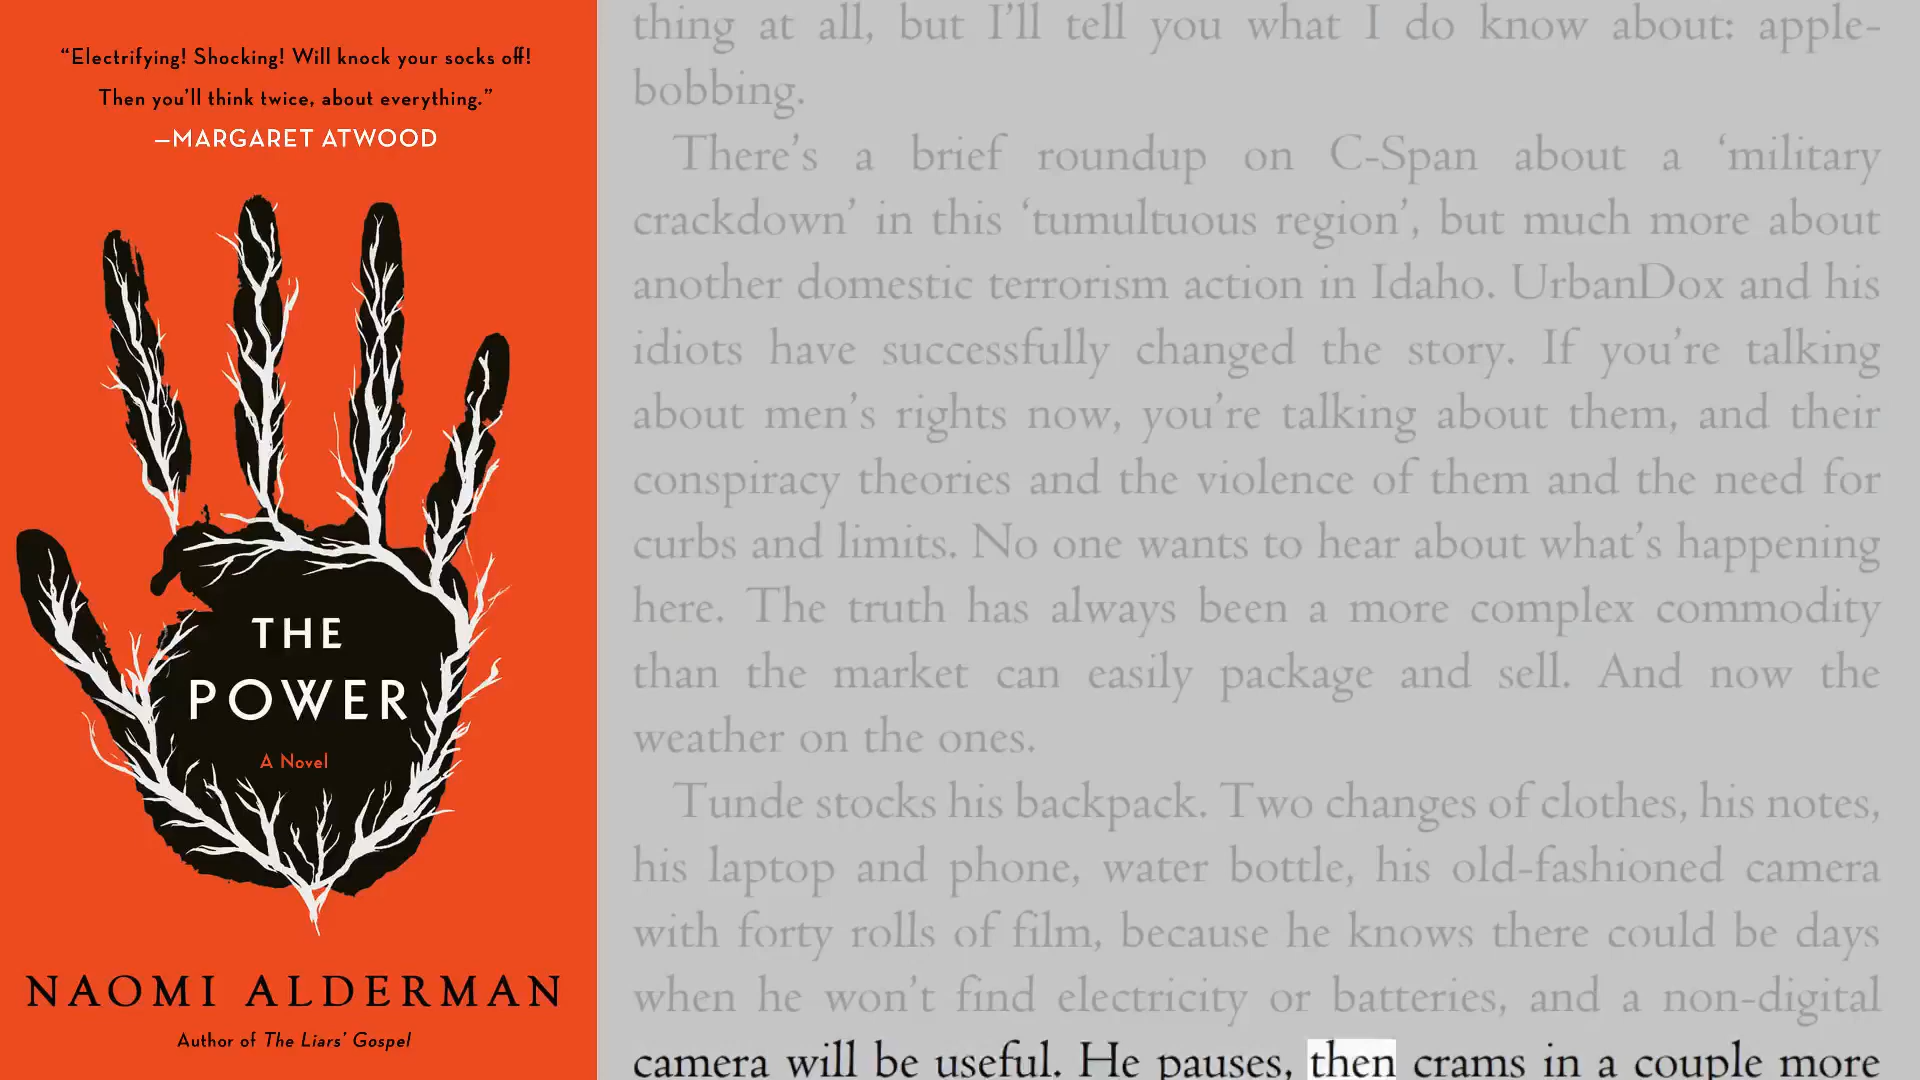 “Electrifying! Shocking! Will knock your socks off!
Then you’ll think twice, about everything.”
—MARGARET ATWOOD
THE
POWER
A Novel
NAOMI ALDERMAN
Author of The Liars’ Gospel
thing at all, but I’ll tell you what I do know about: apple-
bobbing.
There’s a brief roundup on C-Span about a ‘military
crackdown’ in this ‘tumultuous region’, but much more about
another domestic terrorism action in Idaho. UrbanDox and his
idiots have successfully changed the story. If you’re talking
about men’s rights now, you’re talking about them, and their
conspiracy theories and the violence of them and the need for
curbs and limits. No one wants to hear about what’s happening
here. The truth has always been a more complex commodity
than the market can easily package and sell. And now the
weather on the ones.
Tunde stocks his backpack. Two changes of clothes, his notes,
his laptop and phone, water bottle, his old-fashioned camera
with forty rolls of film, because he knows there could be days
when he won’t find electricity or batteries, and a non-digital
camera will be useful. He pauses, then crams in a couple more